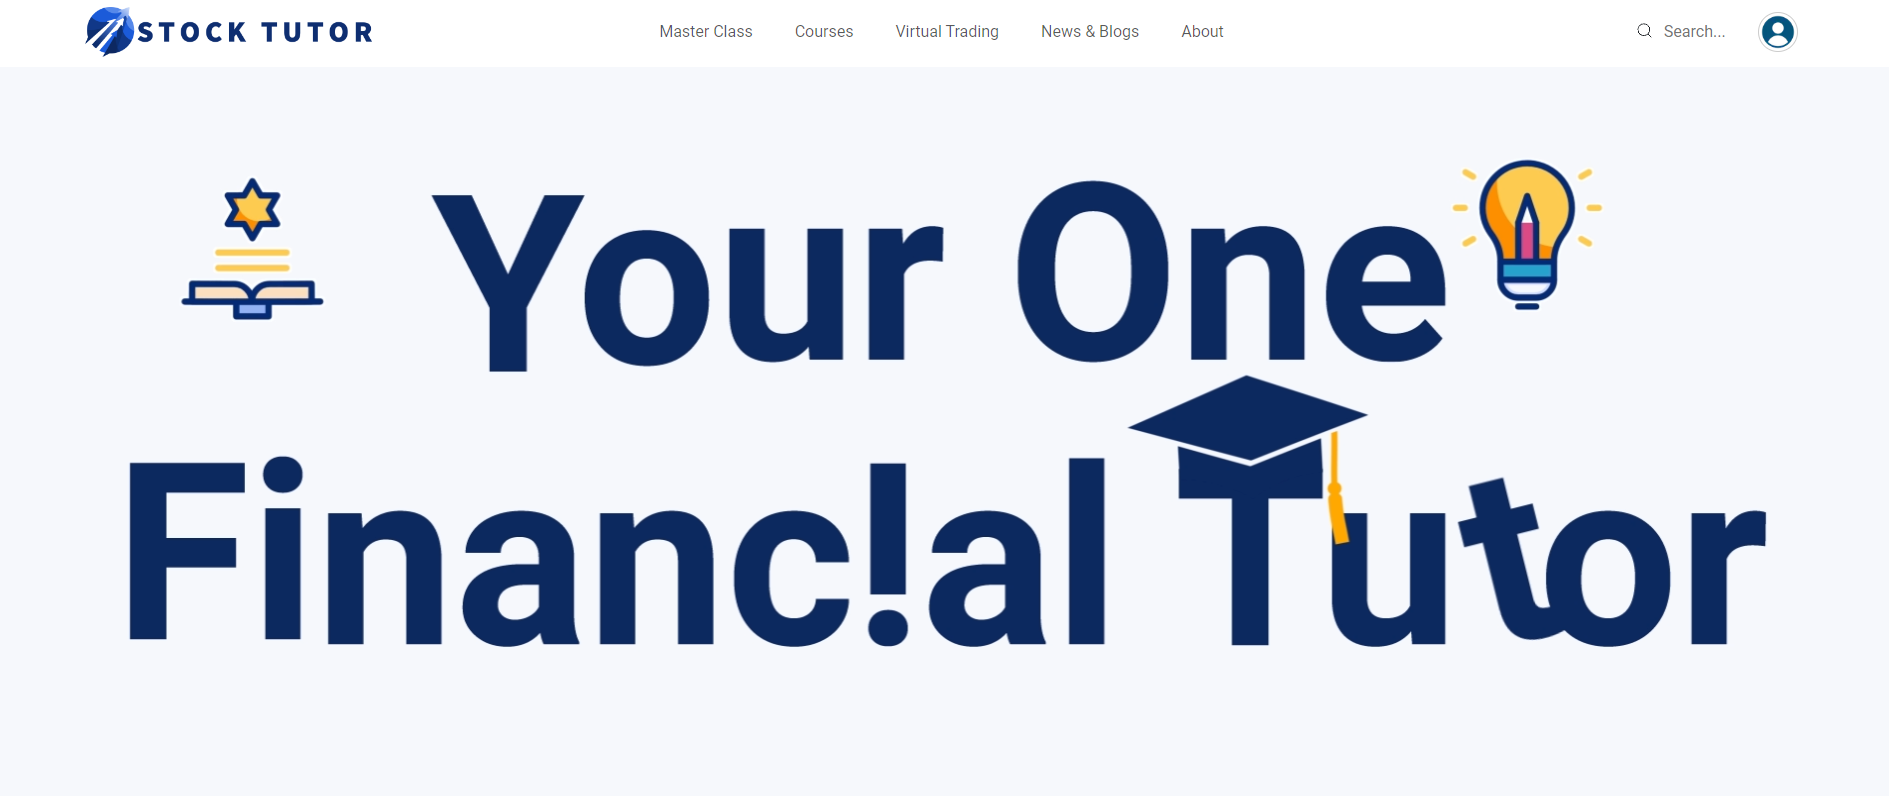 STOCK TUTOR
Master Class
Courses
Virtual Trading
News & Blogs
About
Search...
Your One
Financ!al Tutor